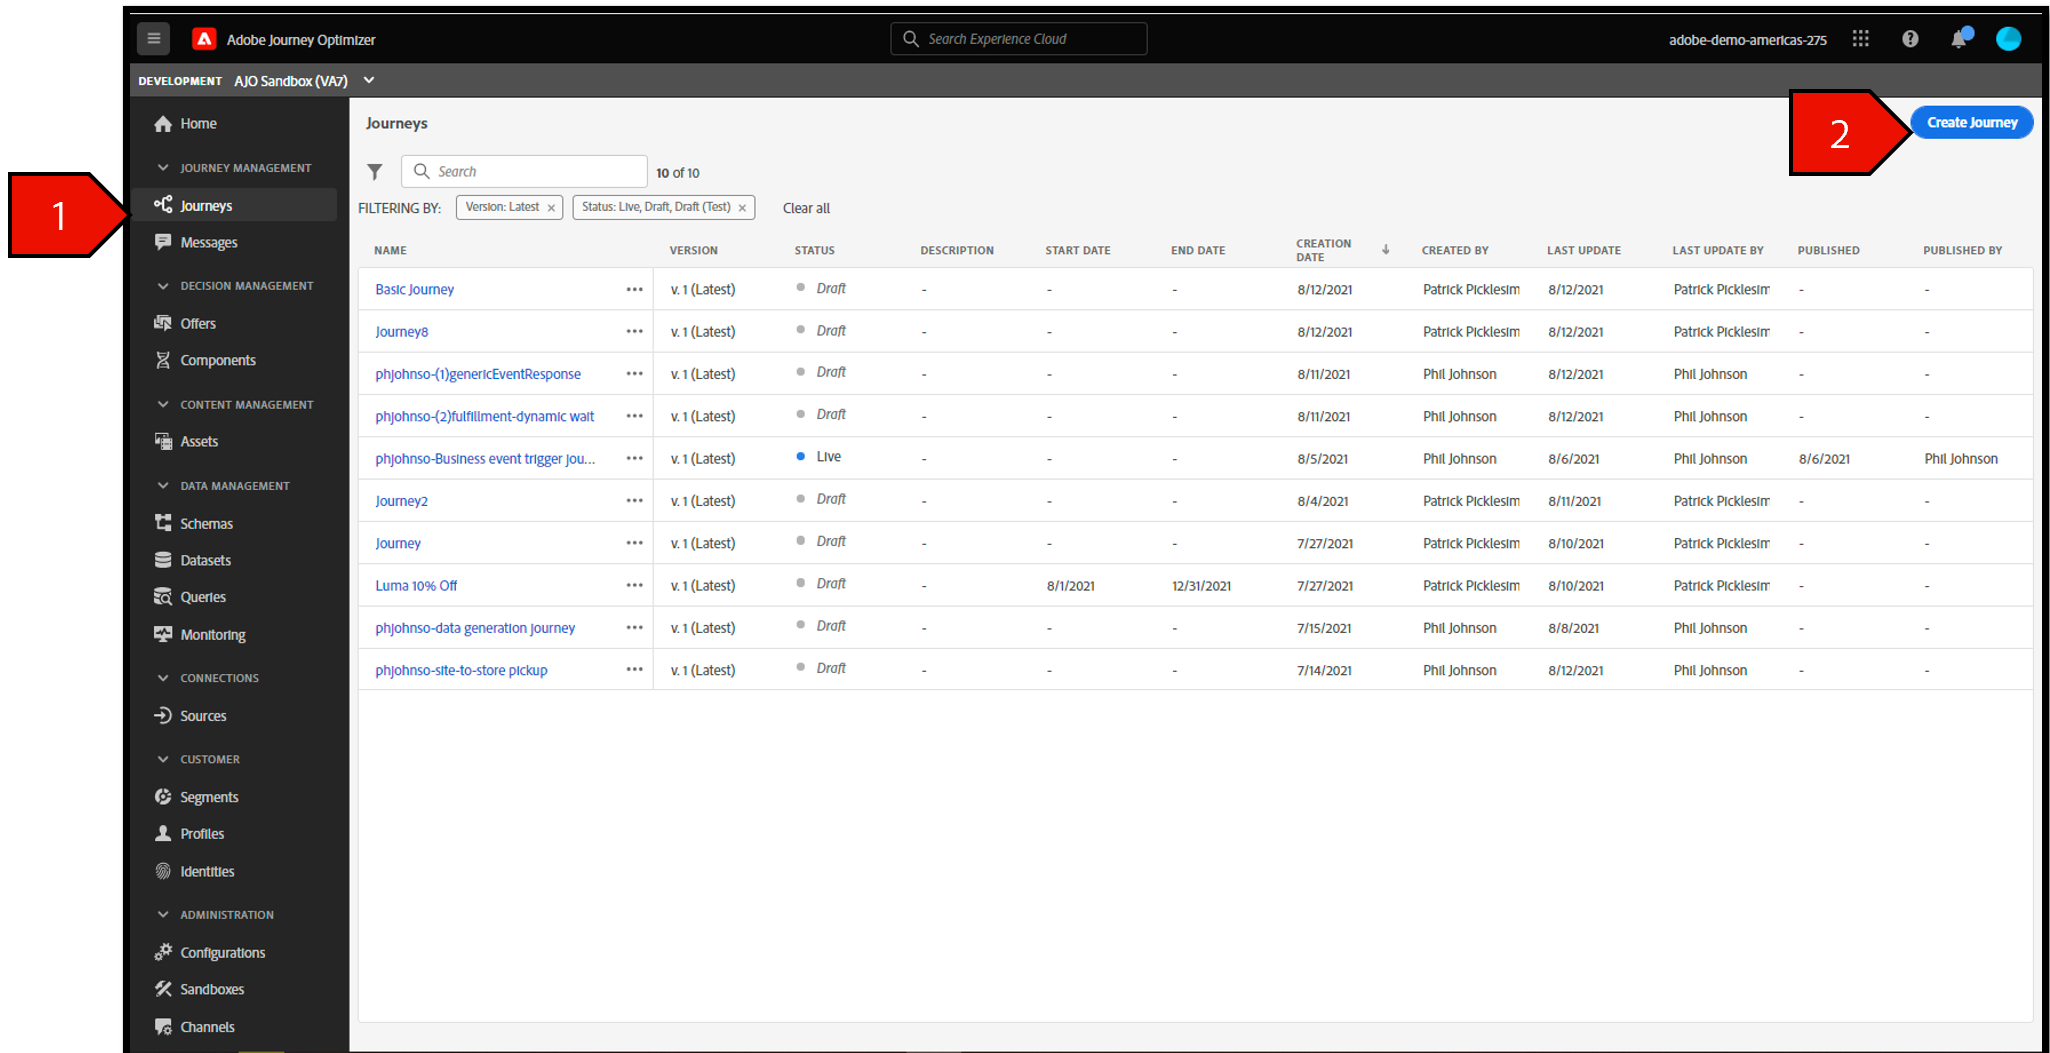 Adobe Journey Optimizer
Search Experience Cloud
adobe-demo-americas-275
DEVELOPMENT AJO Sandbox (VA7)
Home
JOURNEY MANAGEMENT
1
Journeys
Messages
DECISION MANAGEMENT
Offers
Components
CONTENT MANAGEMENT
Assets
DATA MANAGEMENT
Schemas
Datasets
Queries
Monitoring
CONNECTIONS
Sources
CUSTOMER
Segments
Profiles
Identities
ADMINISTRATION
Configurations
Sandboxes
Channels
Journeys
2
Create Journey
Search
10 of 10
FILTERING BY: Version: Latest × Status: Live, Draft, Draft (Test) × Clear all
NAME VERSION STATUS DESCRIPTION START DATE END DATE CREATION DATE CREATED BY LAST UPDATE LAST UPDATE BY PUBLISHED PUBLISHED BY
Basic Journey ••• v. 1 (Latest) Draft - - - 8/12/2021 Patrick Picklesim 8/12/2021 Patrick Picklesim - -
Journey8 ••• v. 1 (Latest) Draft - - - 8/12/2021 Patrick Picklesim 8/12/2021 Patrick Picklesim - -
phjohnso-(1)genericEventResponse ••• v. 1 (Latest) Draft - - - 8/11/2021 Phil Johnson 8/12/2021 Phil Johnson - -
phjohnso-(2)fulfillment-dynamic wait ••• v. 1 (Latest) Draft - - - 8/11/2021 Phil Johnson 8/12/2021 Phil Johnson - -
phjohnso-Business event trigger jou... ••• v. 1 (Latest) Live - - - 8/5/2021 Phil Johnson 8/6/2021 Phil Johnson 8/6/2021 Phil Johnson
Journey2 ••• v. 1 (Latest) Draft - - - 8/4/2021 Patrick Picklesim 8/11/2021 Patrick Picklesim - -
Journey ••• v. 1 (Latest) Draft - - - 7/27/2021 Patrick Picklesim 8/10/2021 Patrick Picklesim - -
Luma 10% Off ••• v. 1 (Latest) Draft - 8/1/2021 12/31/2021 7/27/2021 Patrick Picklesim 8/10/2021 Patrick Picklesim - -
phjohnso-data generation journey ••• v. 1 (Latest) Draft - - - 7/15/2021 Phil Johnson 8/8/2021 Phil Johnson - -
phjohnso-site-to-store pickup ••• v. 1 (Latest) Draft - - - 7/14/2021 Phil Johnson 8/12/2021 Phil Johnson - -